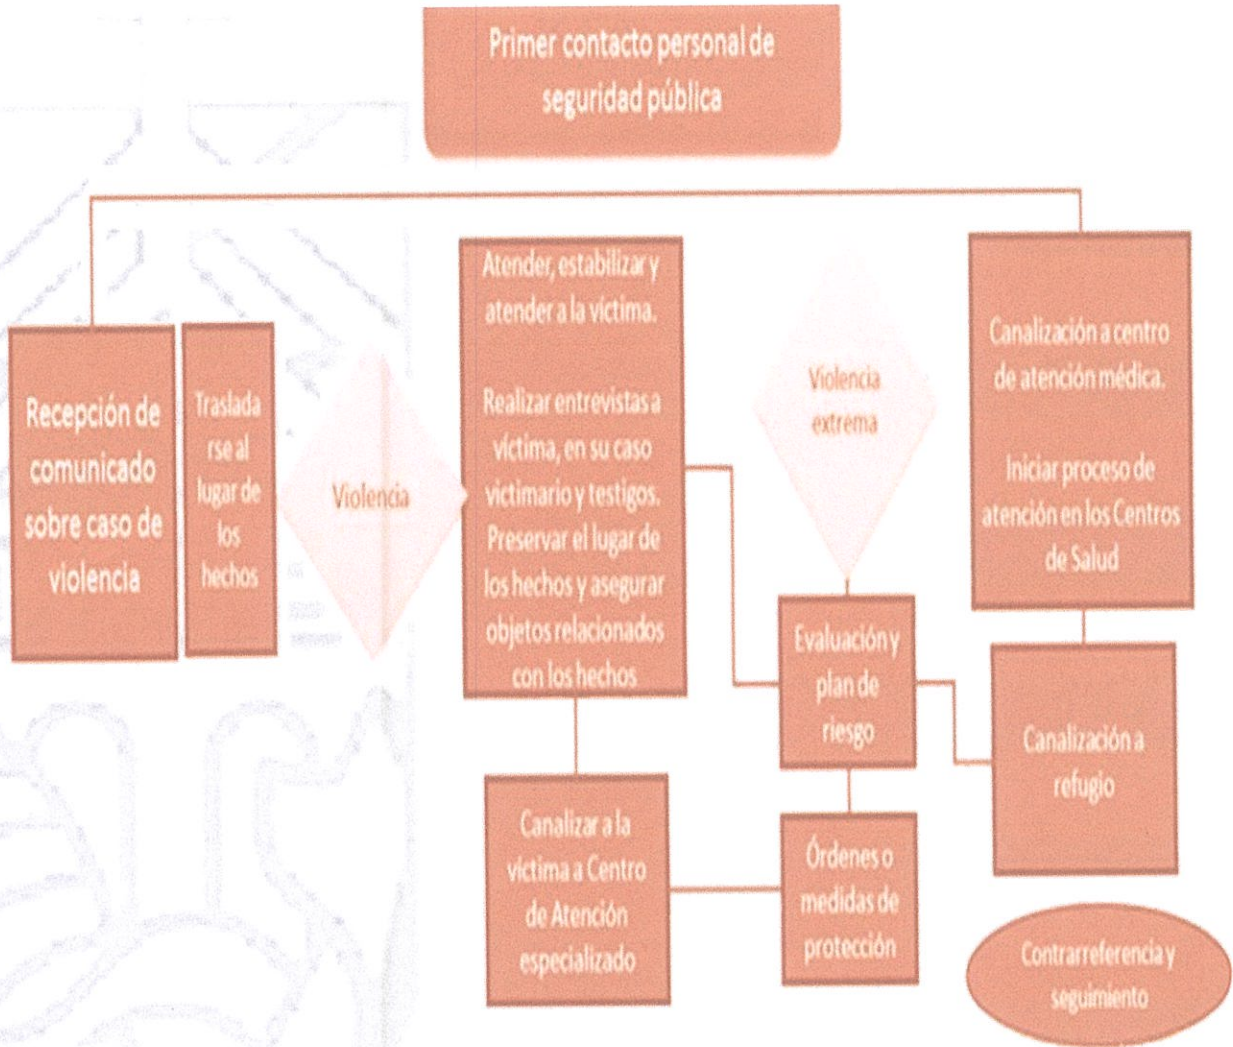 Primer contacto personal de
seguridad pública
Recepción de
comunicado
sobre caso de
violencia
Traslada
rse al
lugar de
los
hechos
Violencia
Atender, estabilizar y
atender a la víctima.
Realizar entrevistas a
víctima, en su caso
victimario y testigos.
Preservar el lugar de
los hechos y asegurar
objetos relacionados
con los hechos
Canalizar a la
víctima a Centro
de Atención
especializado
Violencia
extrema
Evaluación y
plan de
riesgo
Órdenes o
medidas de
protección
Canalización a centro
de atención médica.
Iniciar proceso de
atención en los Centros
de Salud
Canalización a
refugio
Contrarreferencia y
seguimiento